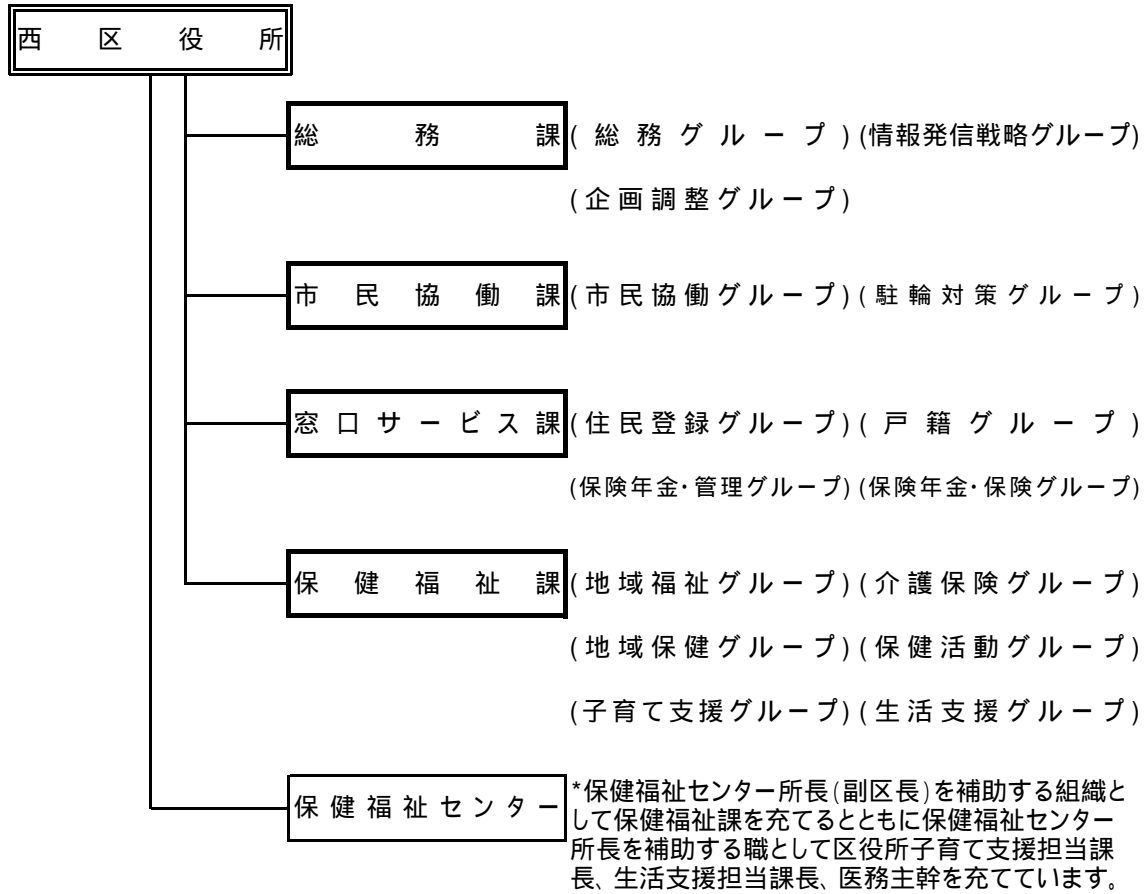 西区役所
総務課(総務グループ)(情報発信戦略グループ)
(企画調整グループ)
市民協働課(市民協働グループ)(駐輪対策グループ)
窓口サービス課(住民登録グループ)(戸籍グループ)
(保険年金・管理グループ)(保険年金・保険グループ)
保健福祉課(地域福祉グループ)(介護保険グループ)
(地域保健グループ)(保健活動グループ)
(子育て支援グループ)(生活支援グループ)
保健福祉センター
*保健福祉センター所長(副区長)を補助する組織と
して保健福祉課を充てるとともに保健福祉センター
所長を補助する職として区役所子育て支援担当課
長、生活支援担当課長、医務主幹を充てています。